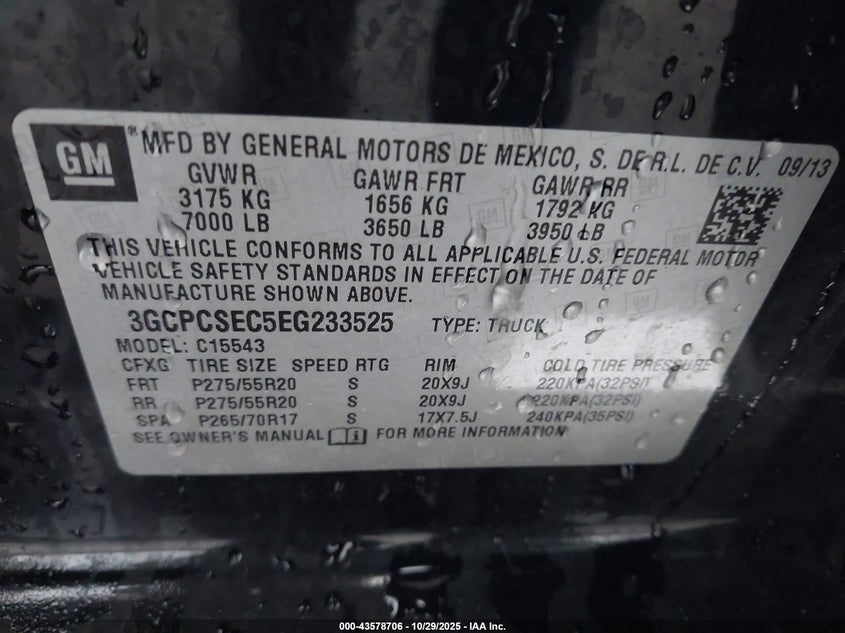 GM
® MFD BY GENERAL MOTORS DE MEXICO, S. DE R.L. DE C.V. 09/13
GVWR GAWR FRT GAWR RR
3175 KG 1656 KG 1792 KG
7000 LB 3650 LB 3950 LB
THIS VEHICLE CONFORMS TO ALL APPLICABLE U.S. FEDERAL MOTOR
VEHICLE SAFETY STANDARDS IN EFFECT ON THE DATE OF
MANUFACTURE SHOWN ABOVE.
3GCPCSEC5EG233525 TYPE: TRUCK
MODEL: C15543
CFXG TIRE SIZE SPEED RTG RIM COLD TIRE PRESSURE
FRT P275/55R20 S 20X9J 220KPA(32PSI)
RR P275/55R20 S 20X9J 220KPA(32PSI)
SPA P265/70R17 S 17X7.5J 240KPA(35PSI)
SEE OWNER'S MANUAL FOR MORE INFORMATION
000-43578706 - 10/29/2025 - IAA Inc.